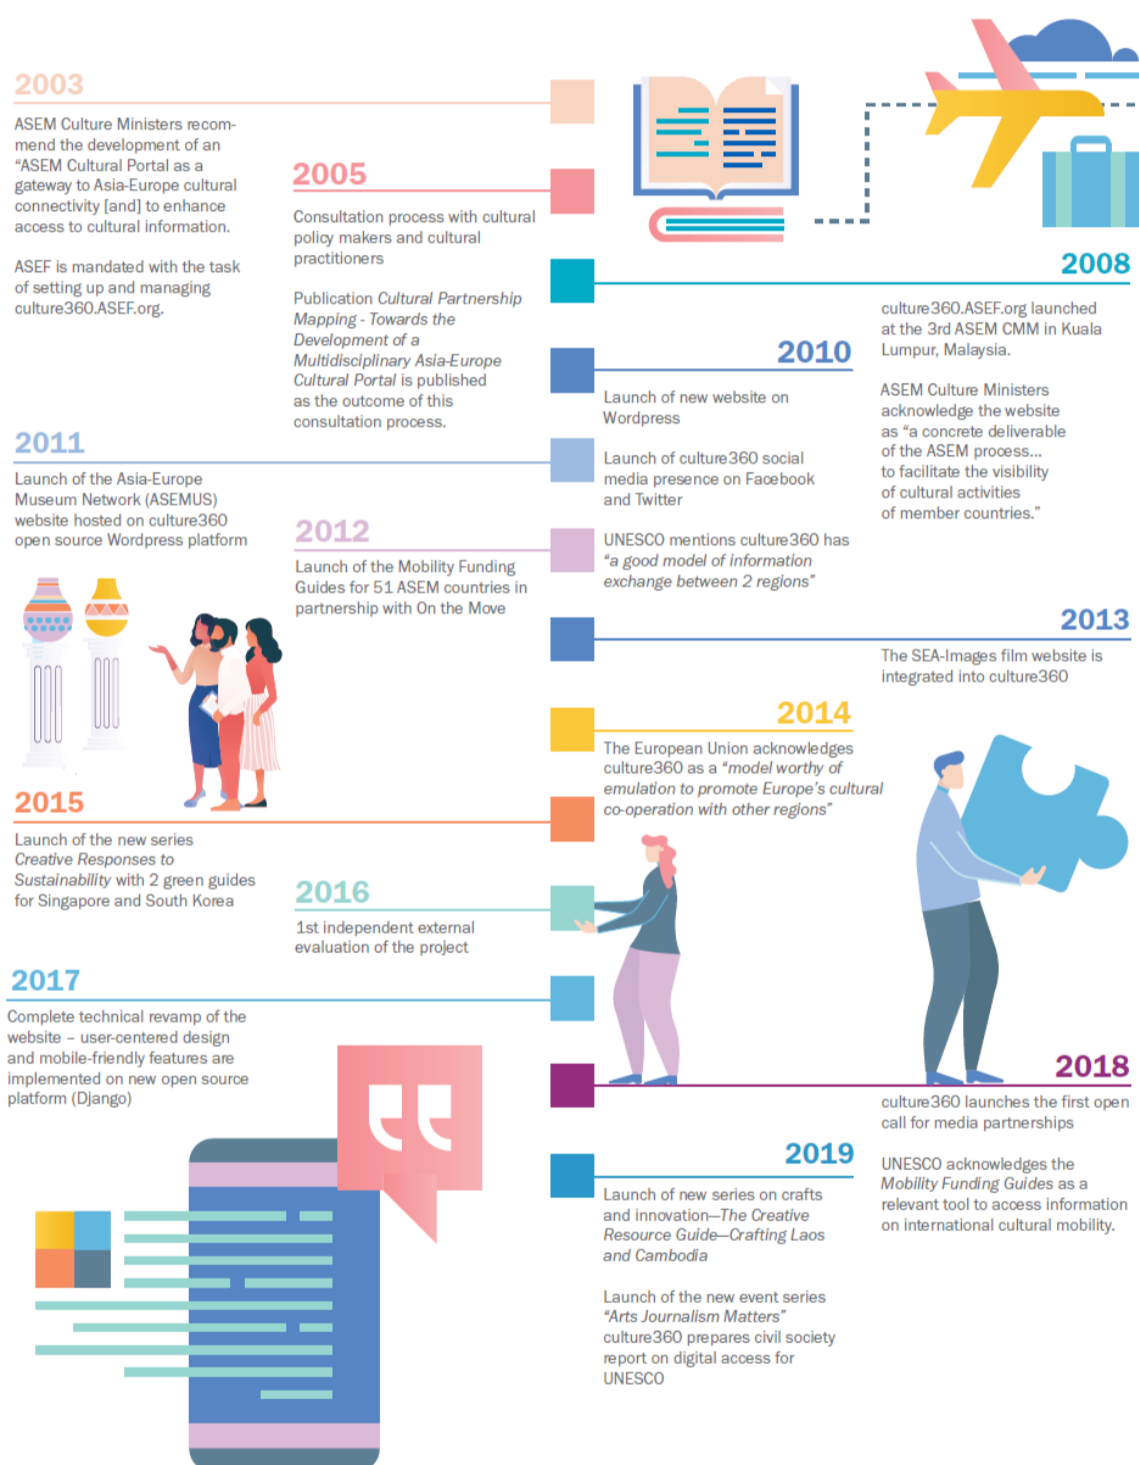 2003
ASEM Culture Ministers recom-
mend the development of an
“ASEM Cultural Portal as a
gateway to Asia-Europe cultural
connectivity [and] to enhance
access to cultural information.
ASEF is mandated with the task
of setting up and managing
culture360.ASEF.org.
2005
Consultation process with cultural
policy makers and cultural
practitioners
Publication Cultural Partnership
Mapping - Towards the
Development of a
Multidisciplinary Asia-Europe
Cultural Portal is published
as the outcome of this
consultation process.
2008
culture360.ASEF.org launched
at the 3rd ASEM CMM in Kuala
Lumpur, Malaysia.
ASEM Culture Ministers
acknowledge the website
as “a concrete deliverable
of the ASEM process...
to facilitate the visibility
of cultural activities
of member countries.”
2010
Launch of new website on
Wordpress
Launch of culture360 social
media presence on Facebook
and Twitter
UNESCO mentions culture360 has
“a good model of information
exchange between 2 regions”
2011
Launch of the Asia-Europe
Museum Network (ASEMUS)
website hosted on culture360
open source Wordpress platform
2012
Launch of the Mobility Funding
Guides for 51 ASEM countries in
partnership with On the Move
2013
The SEA-Images film website is
integrated into culture360
2014
The European Union acknowledges
culture360 as a “model worthy of
emulation to promote Europe’s cultural
co-operation with other regions”
2015
Launch of the new series
Creative Responses to
Sustainability with 2 green guides
for Singapore and South Korea
2016
1st independent external
evaluation of the project
2017
Complete technical revamp of the
website – user-centered design
and mobile-friendly features are
implemented on new open source
platform (Django)
2018
culture360 launches the first open
call for media partnerships
UNESCO acknowledges the
Mobility Funding Guides as a
relevant tool to access information
on international cultural mobility.
2019
Launch of new series on crafts
and innovation—The Creative
Resource Guide—Crafting Laos
and Cambodia
Launch of the new event series
“Arts Journalism Matters”
culture360 prepares civil society
report on digital access for
UNESCO